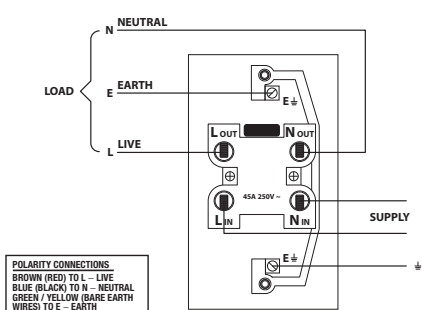 N NEUTRAL
LOAD
E EARTH
L LIVE
E ⏚
L OUT
N OUT
45A 250V ~
L IN
N IN
SUPPLY
E ⏚
⏚
POLARITY CONNECTIONS
BROWN (RED) TO L – LIVE
BLUE (BLACK) TO N – NEUTRAL
GREEN / YELLOW (BARE EARTH
WIRES) TO E – EARTH